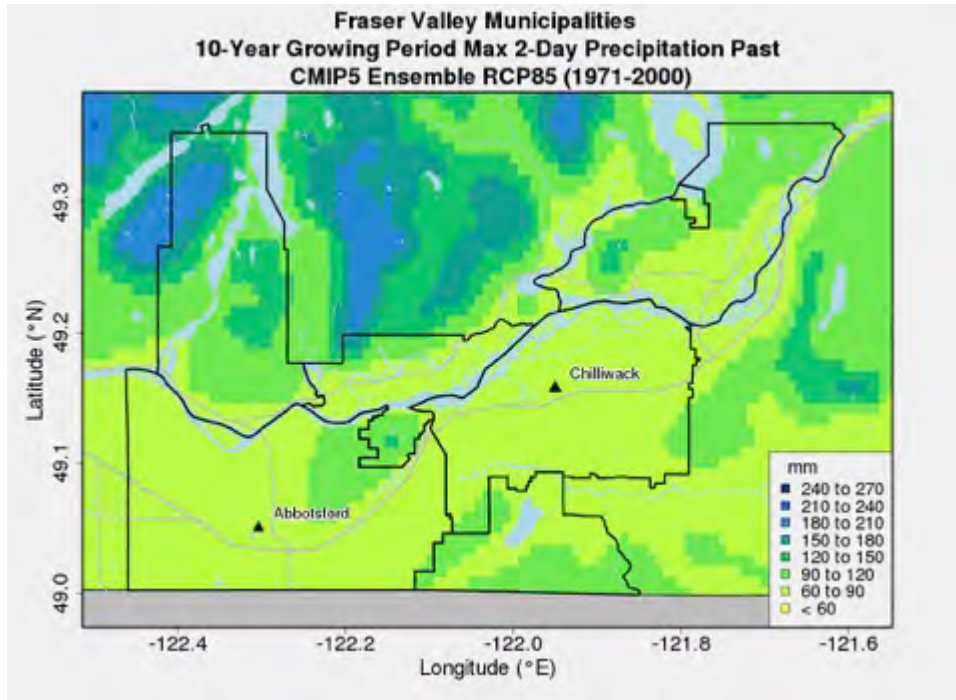 Fraser Valley Municipalities
10-Year Growing Period Max 2-Day Precipitation Past
CMIP5 Ensemble RCP85 (1971-2000)
Latitude (°N)
49.3
49.2
49.1
49.0
Chilliwack
Abbotsford
mm
240 to 270
210 to 240
180 to 210
150 to 180
120 to 150
90 to 120
60 to 90
< 60
-122.4 -122.2 -122.0 -121.8 -121.6
Longitude (°E)